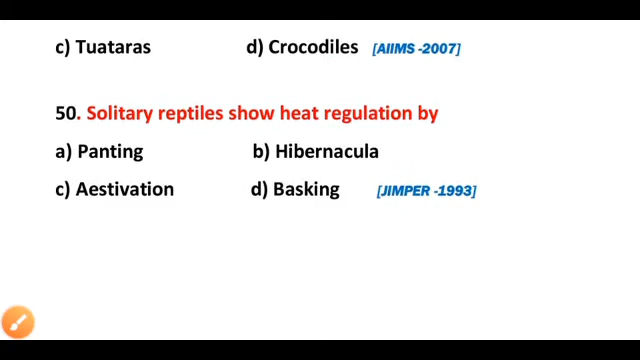 c) Tuataras d) Crocodiles [AIIMS -2007]
50. Solitary reptiles show heat regulation by
a) Panting b) Hibernacula
c) Aestivation d) Basking [JIMPER -1993]